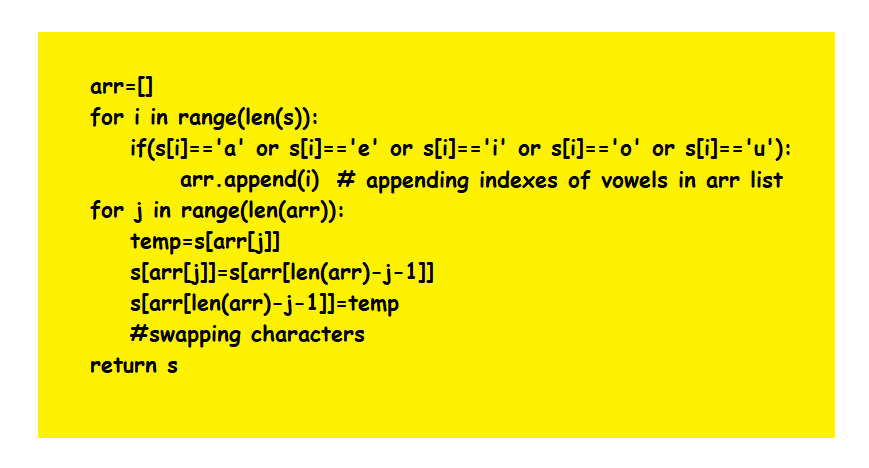 arr=[]
for i in range(len(s)):
if(s[i]=='a' or s[i]=='e' or s[i]=='i' or s[i]=='o' or s[i]=='u'):
arr.append(i) # appending indexes of vowels in arr list
for j in range(len(arr)):
temp=s[arr[j]]
s[arr[j]]=s[arr[len(arr)-j-1]]
s[arr[len(arr)-j-1]]=temp
#swapping characters
return s